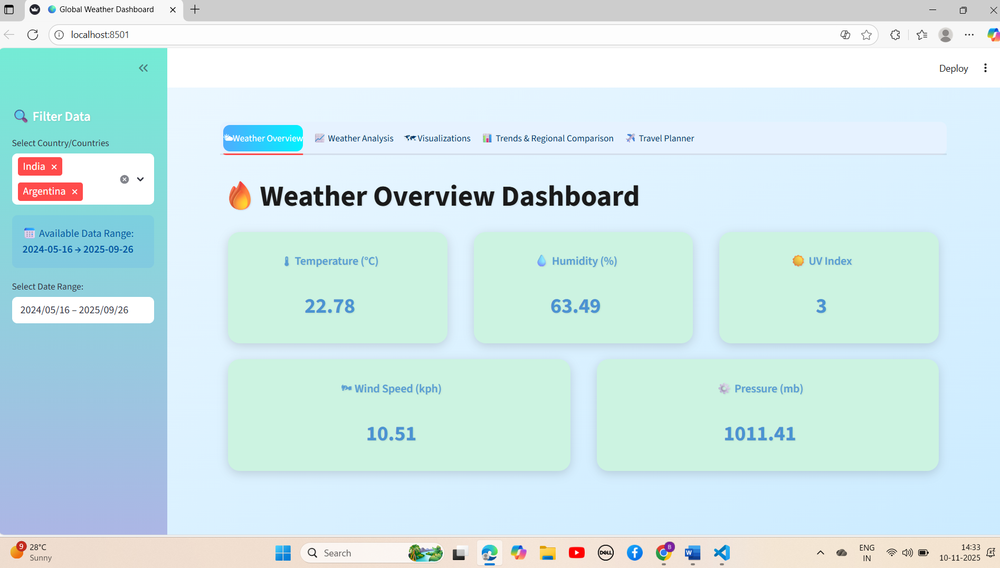 Global Weather Dashboard
localhost:8501
Deploy
Filter Data
Select Country/Countries
India
Argentina
Available Data Range:
2024-05-16 → 2025-09-26
Select Date Range:
2024/05/16 – 2025/09/26
Weather Overview
Weather Analysis
Visualizations
Trends & Regional Comparison
Travel Planner
Weather Overview Dashboard
Temperature (°C)
22.78
Humidity (%)
63.49
UV Index
3
Wind Speed (kph)
10.51
Pressure (mb)
1011.41
9
28°C
Sunny
Search
DELL
B
W
ENG
IN
14:33
10-11-2025